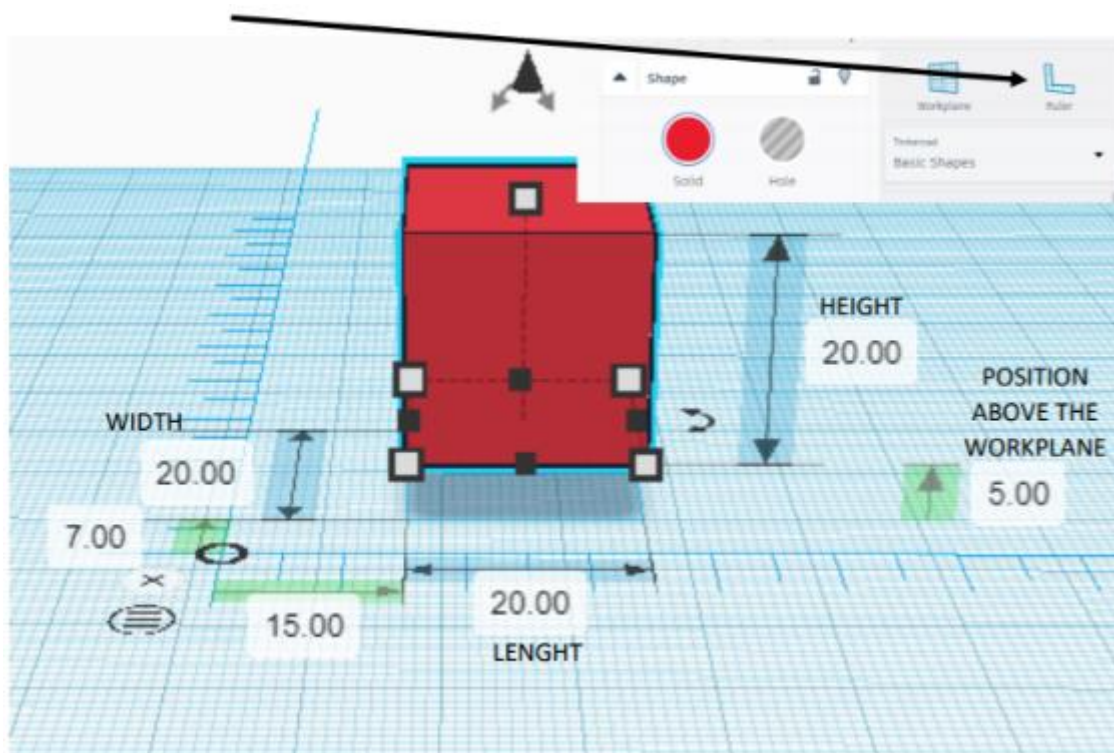 Shape
Solid
Hole
Workplane
Ruler
Tinkercad
Basic Shapes
HEIGHT
20.00
POSITION
ABOVE THE
WORKPLANE
5.00
WIDTH
20.00
7.00
15.00
20.00
LENGHT